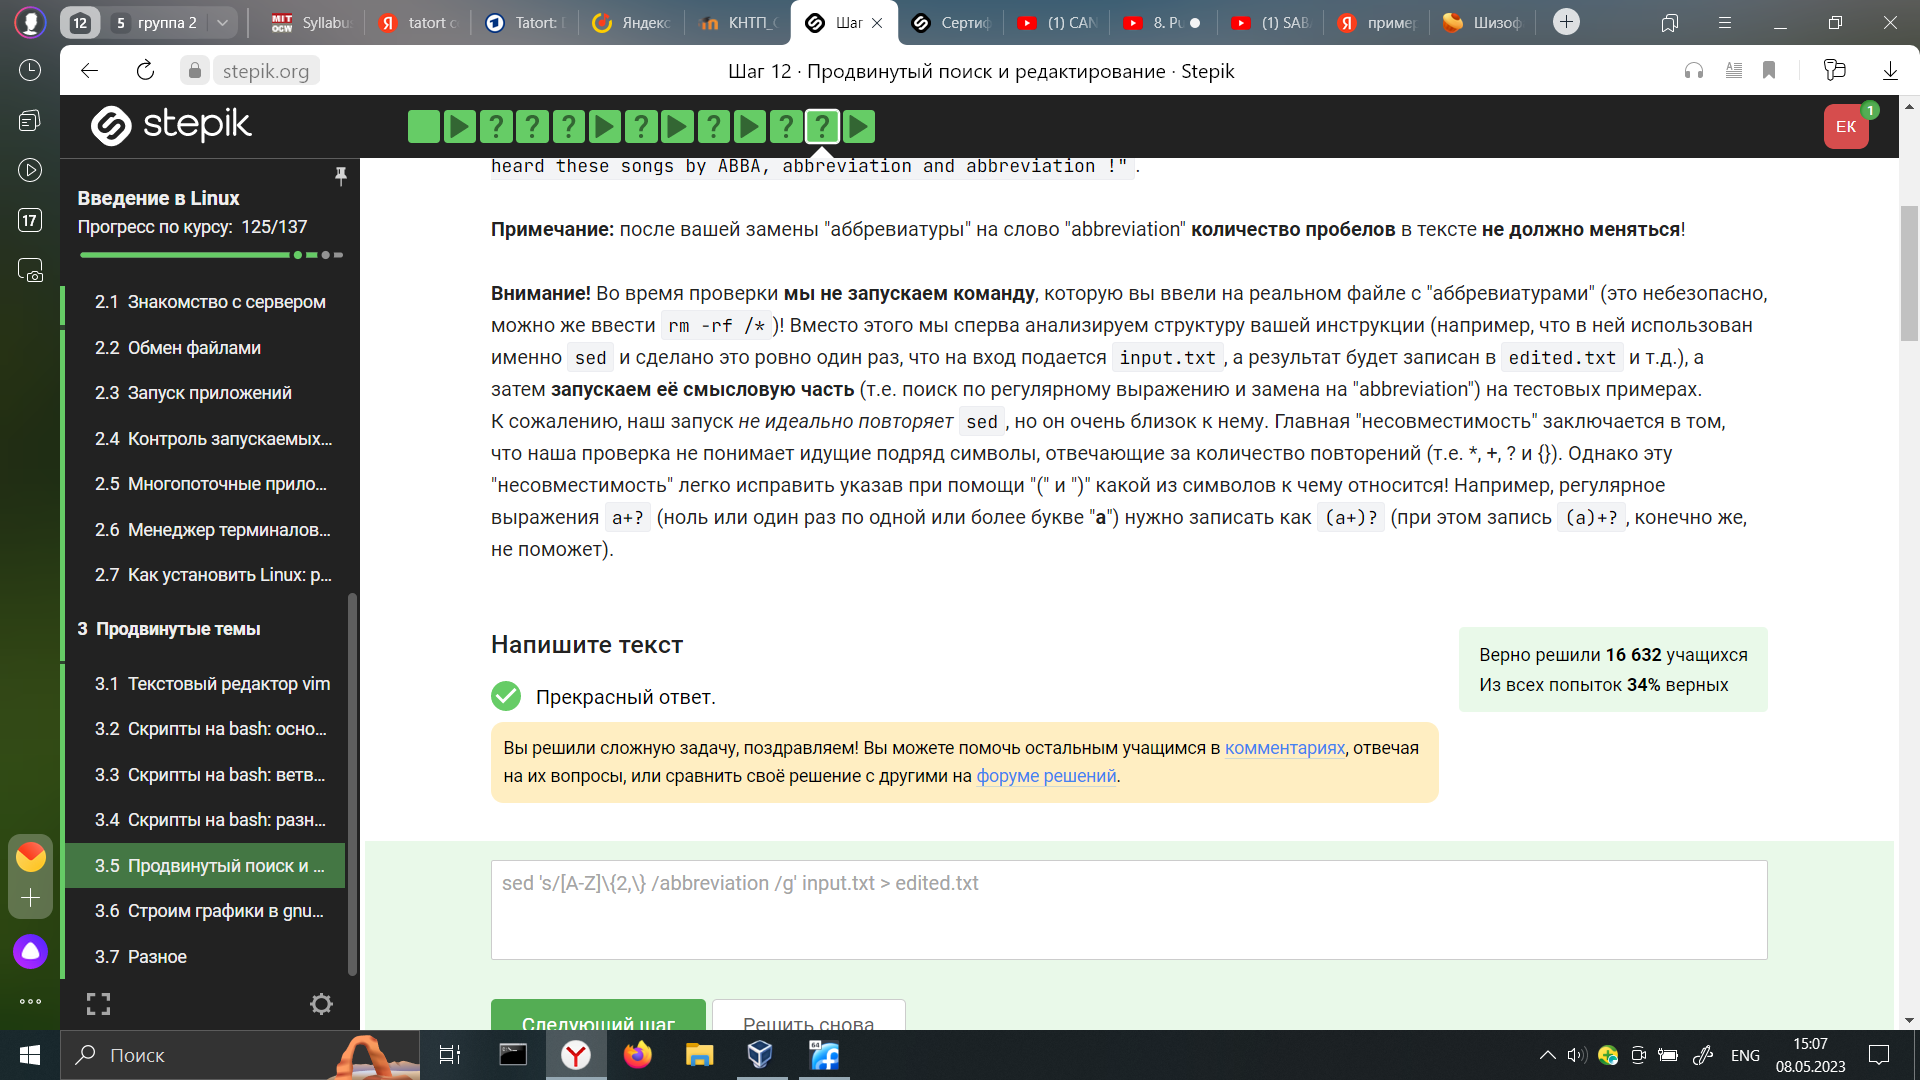 12
5 группа 2
MIT OCW Syllabu
tatort c
Tatort: D
Яндекс
КНТП_С
Шаг
Сертиф
(1) CAN
8. Pu
(1) SAB
пример
Шизоф
stepik.org
Шаг 12 · Продвинутый поиск и редактирование · Stepik
17
stepik
? ? ? ? ? ? ?
EK
1
Введение в Linux
Прогресс по курсу: 125/137
2.1 Знакомство с сервером
2.2 Обмен файлами
2.3 Запуск приложений
2.4 Контроль запускаемых...
2.5 Многопоточные прило...
2.6 Менеджер терминалов...
2.7 Как установить Linux: р...
3 Продвинутые темы
3.1 Текстовый редактор vim
3.2 Скрипты на bash: осно...
3.3 Скрипты на bash: ветв...
3.4 Скрипты на bash: разн...
3.5 Продвинутый поиск и ...
3.6 Строим графики в gnu...
3.7 Разное
heard these songs by ABBA, abbreviation and abbreviation !".
Примечание: после вашей замены "аббревиатуры" на слово "abbreviation" количество пробелов в тексте не должно меняться!
Внимание! Во время проверки мы не запускаем команду, которую вы ввели на реальном файле с "аббревиатурами" (это небезопасно,
можно же ввести rm -rf /* )! Вместо этого мы сперва анализируем структуру вашей инструкции (например, что в ней использован
именно sed и сделано это ровно один раз, что на вход подается input.txt , а результат будет записан в edited.txt и т.д.), а
затем запускаем её смысловую часть (т.е. поиск по регулярному выражению и замена на "abbreviation") на тестовых примерах.
К сожалению, наш запуск не идеально повторяет sed , но он очень близок к нему. Главная "несовместимость" заключается в том,
что наша проверка не понимает идущие подряд символы, отвечающие за количество повторений (т.е. *, +, ? и {}). Однако эту
"несовместимость" легко исправить указав при помощи "(" и ")" какой из символов к чему относится! Например, регулярное
выражения a+? (ноль или один раз по одной или более букве "а") нужно записать как (a+)? (при этом запись (a)+? , конечно же,
не поможет).
Напишите текст
Верно решили 16 632 учащихся
Из всех попыток 34% верных
Прекрасный ответ.
Вы решили сложную задачу, поздравляем! Вы можете помочь остальным учащимся в комментариях, отвечая
на их вопросы, или сравнить своё решение с другими на форуме решений.
sed 's/[A-Z]\{2,\} /abbreviation /g' input.txt > edited.txt
Следующий шаг
Решить снова
Поиск
64
ENG
15:07
08.05.2023